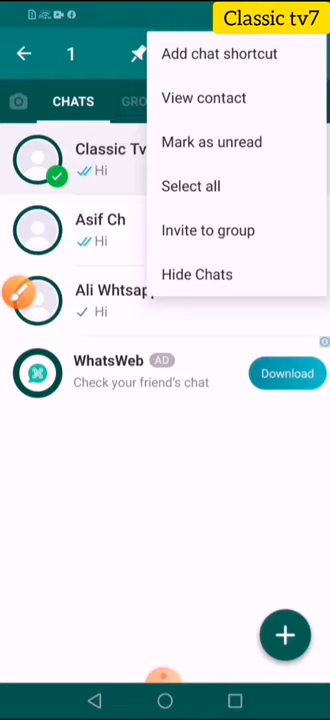 Classic tv7
1
Add chat shortcut
CHATS
GRO
View contact
Classic Tv
Hi
Mark as unread
Select all
Asif Ch
Hi
Invite to group
Hide Chats
Ali Whtsap
Hi
WhatsWeb AD
Check your friend's chat
Download